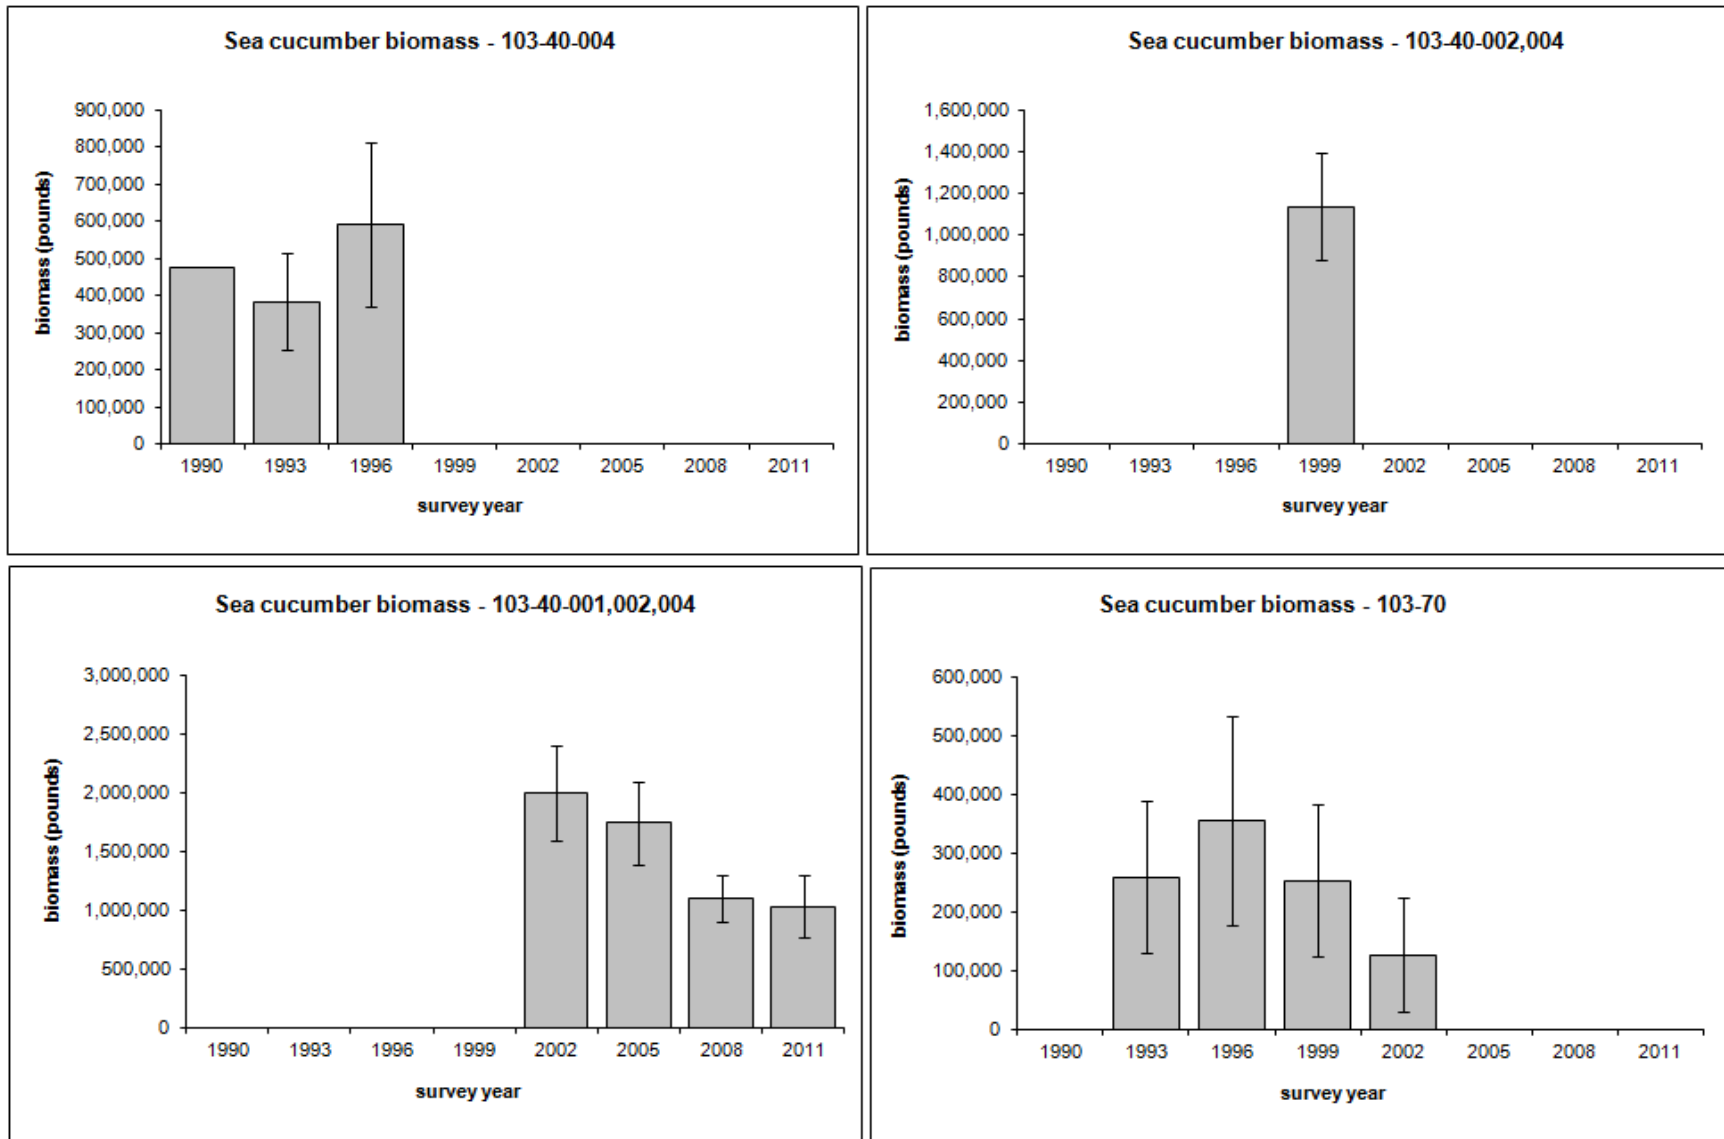 Sea cucumber biomass - 103-40-004
900,000
800,000
700,000
600,000
500,000
400,000
300,000
200,000
100,000
0
biomass (pounds)
1990 1993 1996 1999 2002 2005 2008 2011
survey year
Sea cucumber biomass - 103-40-002,004
1,600,000
1,400,000
1,200,000
1,000,000
800,000
600,000
400,000
200,000
0
biomass (pounds)
1990 1993 1996 1999 2002 2005 2008 2011
survey year
Sea cucumber biomass - 103-40-001,002,004
3,000,000
2,500,000
2,000,000
1,500,000
1,000,000
500,000
0
biomass (pounds)
1990 1993 1996 1999 2002 2005 2008 2011
survey year
Sea cucumber biomass - 103-70
600,000
500,000
400,000
300,000
200,000
100,000
0
biomass (pounds)
1990 1993 1996 1999 2002 2005 2008 2011
survey year